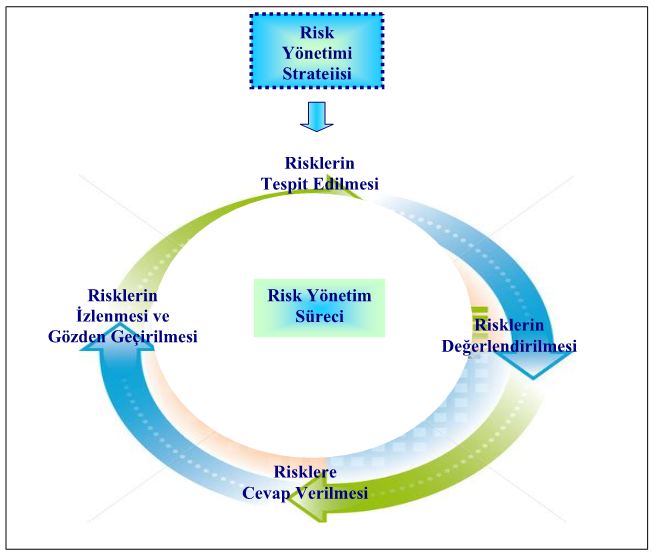 Risk
Yönetimi
Stratejisi
Risklerin
Tespit Edilmesi
Risklerin
İzlenmesi ve
Gözden Geçirilmesi
Risk Yönetim
Süreci
Risklerin
Değerlendirilmesi
Risklere
Cevap Verilmesi